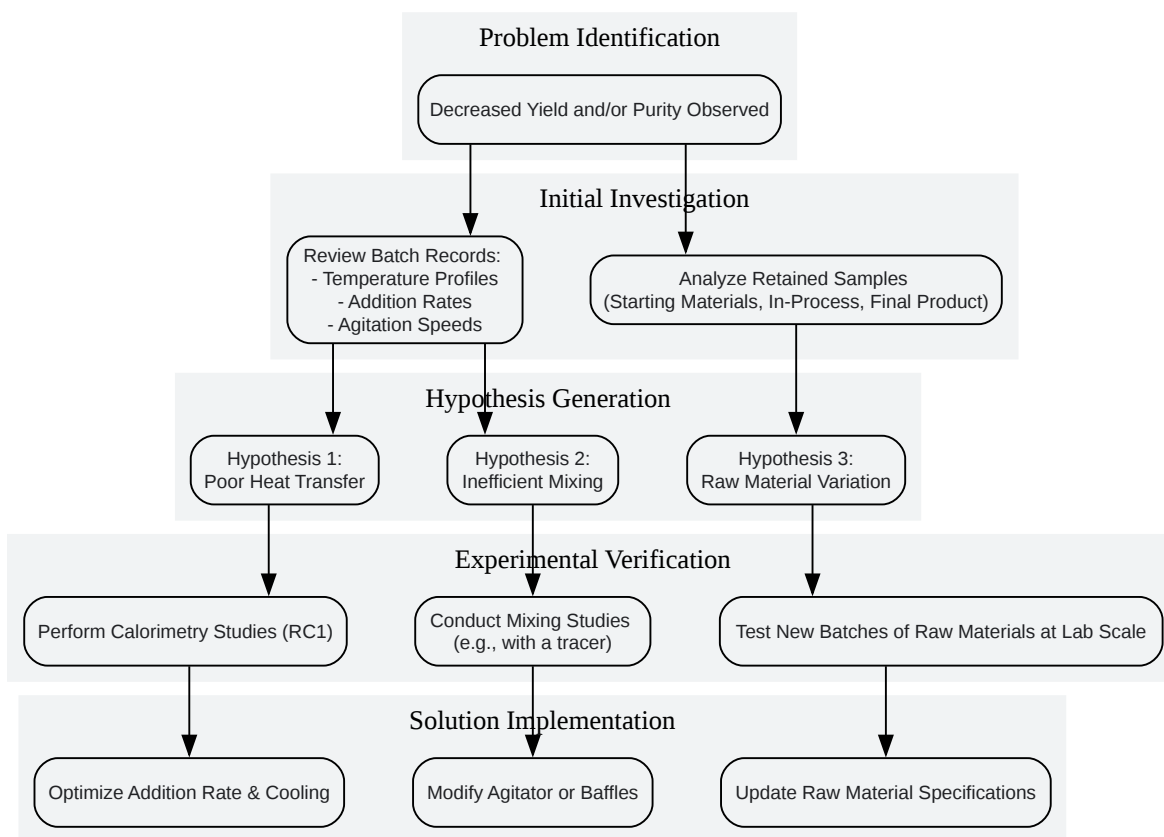 Problem Identification
Decreased Yield and/or Purity Observed
Initial Investigation
Review Batch Records:
- Temperature Profiles
- Addition Rates
- Agitation Speeds
Analyze Retained Samples
(Starting Materials, In-Process, Final Product)
Hypothesis Generation
Hypothesis 1:
Poor Heat Transfer
Hypothesis 2:
Inefficient Mixing
Hypothesis 3:
Raw Material Variation
Experimental Verification
Perform Calorimetry Studies (RC1)
Conduct Mixing Studies
(e.g., with a tracer)
Test New Batches of Raw Materials at Lab Scale
Solution Implementation
Optimize Addition Rate & Cooling
Modify Agitator or Baffles
Update Raw Material Specifications